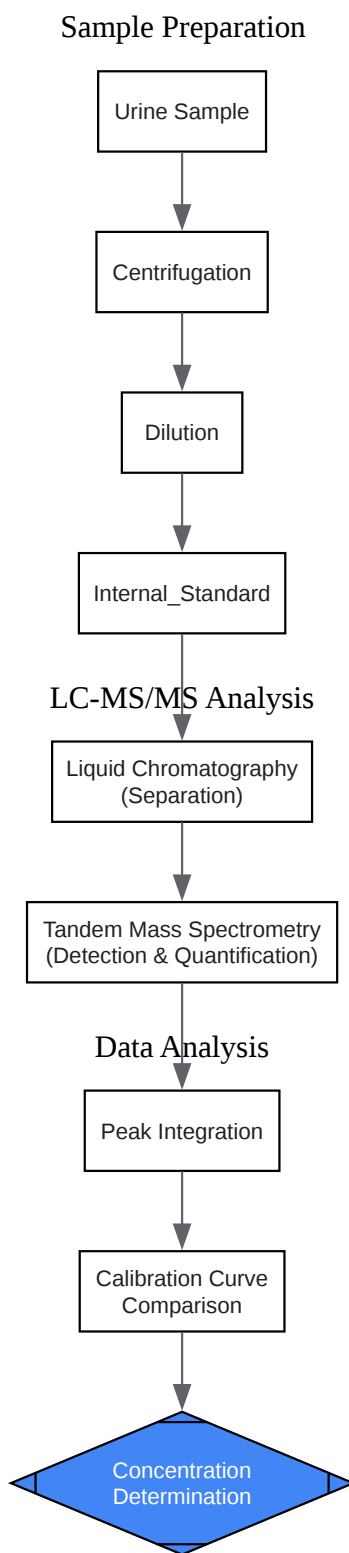 Sample Preparation
Urine Sample
Centrifugation
Dilution
Internal_Standard
LC-MS/MS Analysis
Liquid Chromatography
(Separation)
Tandem Mass Spectrometry
(Detection & Quantification)
Data Analysis
Peak Integration
Calibration Curve
Comparison
Concentration
Determination